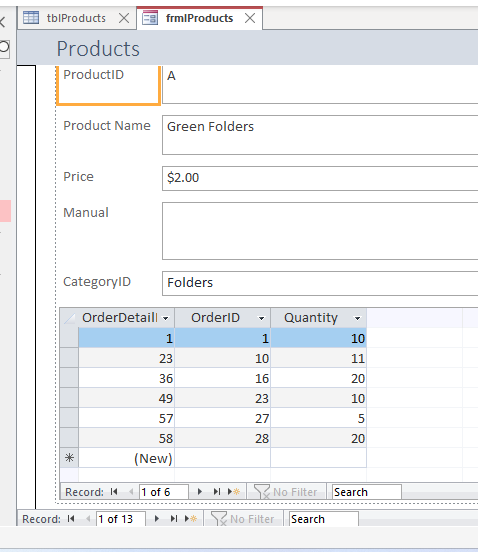 tblProducts
frmlProducts
Products
ProductID A
Product Name Green Folders
Price $2.00
Manual
CategoryID Folders
OrderDetailI OrderID Quantity
1 1 10
23 10 11
36 16 20
49 23 10
57 27 5
58 28 20
(New)
Record: 1 of 6 No Filter Search
Record: 1 of 13 No Filter Search